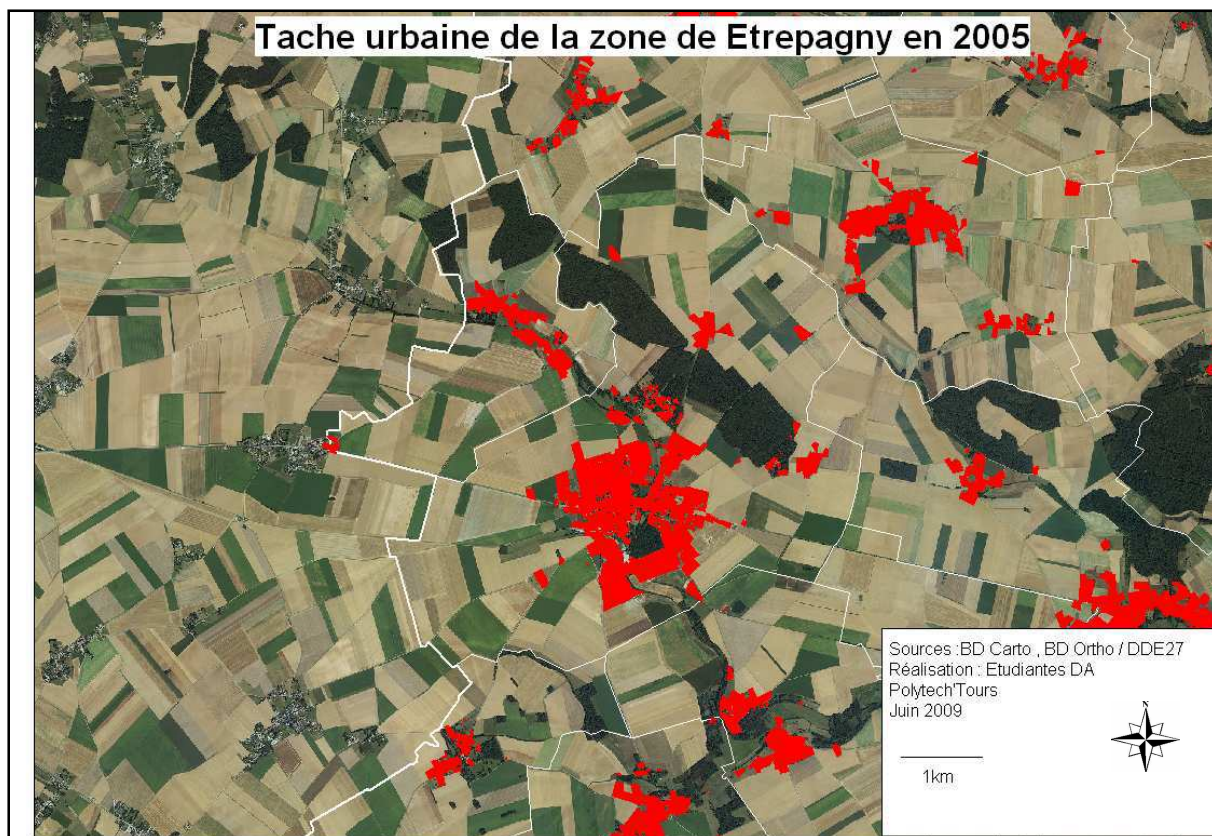 Tache urbaine de la zone de Etrepagny en 2005
Sources :BD Carto , BD Ortho / DDE27
Réalisation : Etudiantes DA
Polytech'Tours
Juin 2009
N
1km